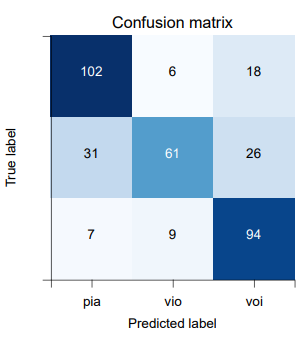 Confusion matrix
102 6 18
31 61 26
7 9 94
pia vio voi
Predicted label
True label